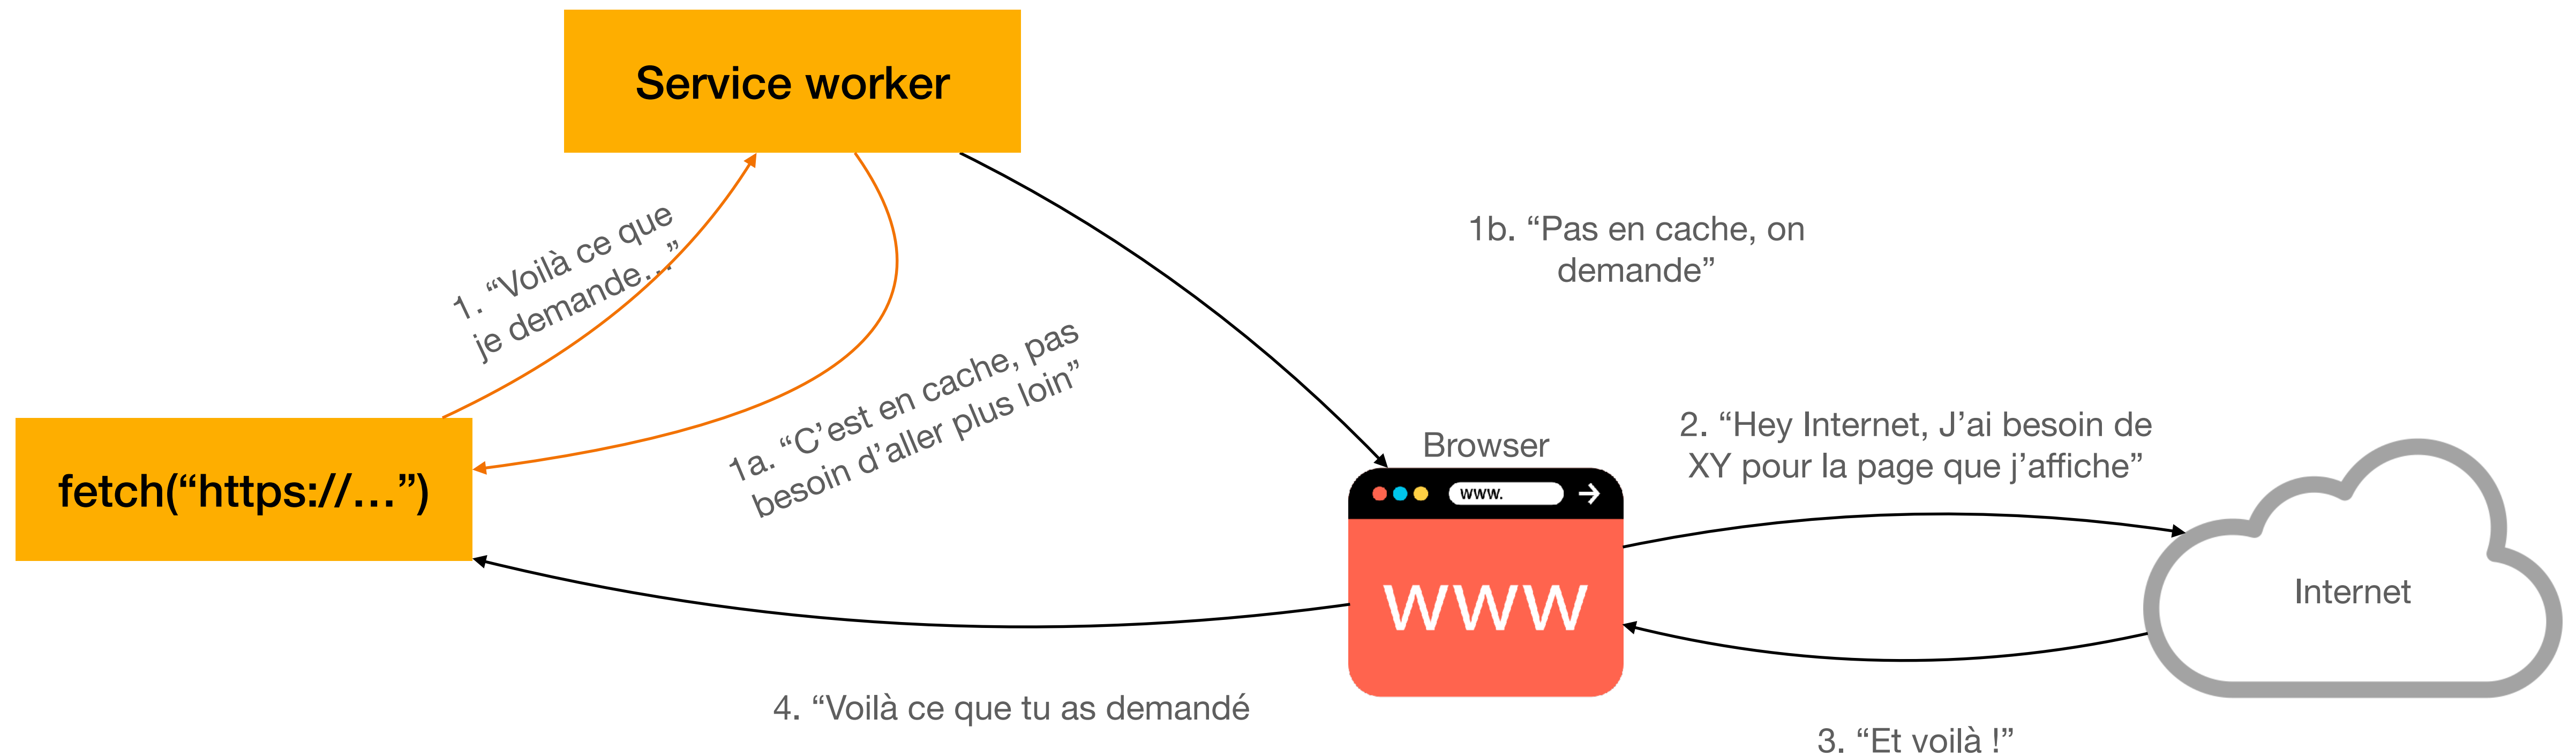 Service worker
1. “Voilà ce que
je demande…”
1a. “C’est en cache, pas
besoin d’aller plus loin”
1b. “Pas en cache, on
demande”
fetch(“https://…”)
Browser
www.
www
2. “Hey Internet, J’ai besoin de
XY pour la page que j’affiche”
Internet
4. “Voilà ce que tu as demandé
3. “Et voilà !”